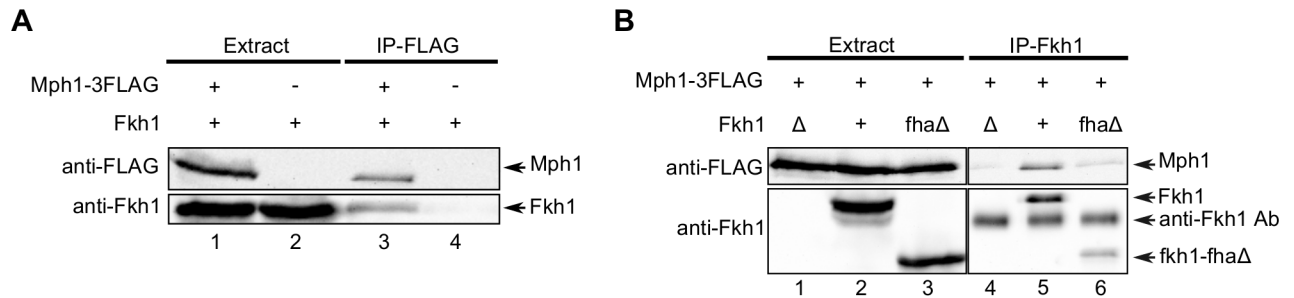 A
Extract IP-FLAG
Mph1-3FLAG + - + -
Fkh1 + + + +
anti-FLAG Mph1
anti-Fkh1 Fkh1
1 2 3 4
B
Extract IP-Fkh1
Mph1-3FLAG + + + + + +
Fkh1 Δ + fhaΔ Δ + fhaΔ
anti-FLAG Mph1
Fkh1
anti-Fkh1 anti-Fkh1 Ab
fkh1-fhaΔ
1 2 3 4 5 6